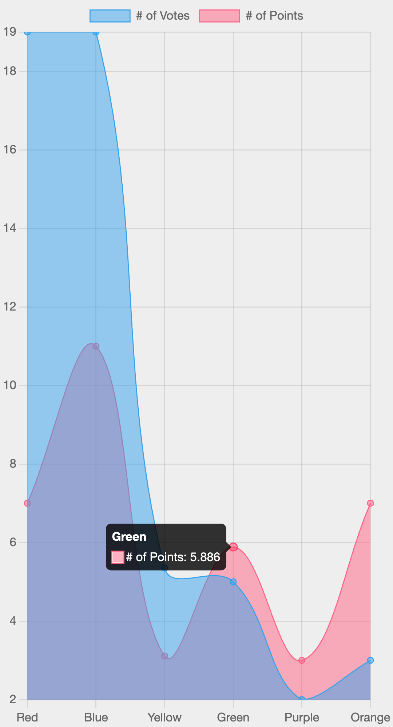 # of Votes # of Points
19
18
16
14
12
10
8
6
4
2
Green
# of Points: 5.886
Red Blue Yellow Green Purple Orange